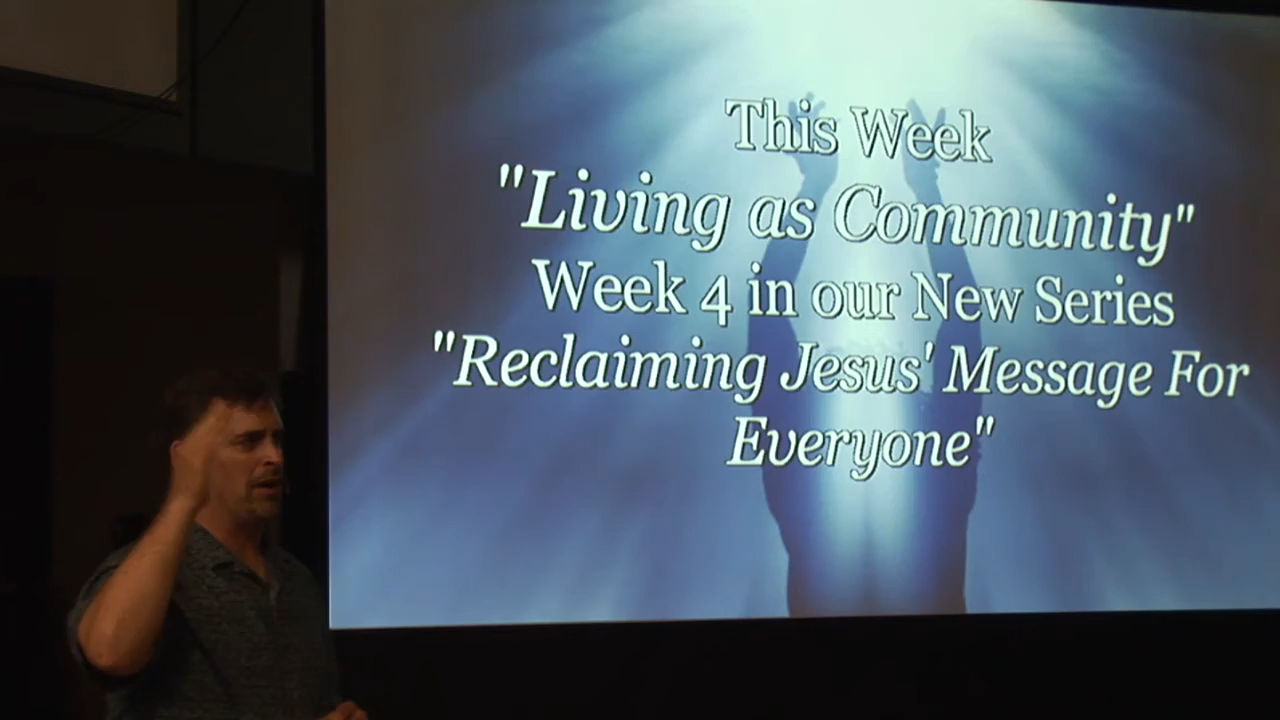 This Week
"Living as Community"
Week 4 in our New Series
"Reclaiming Jesus' Message For
Everyone"